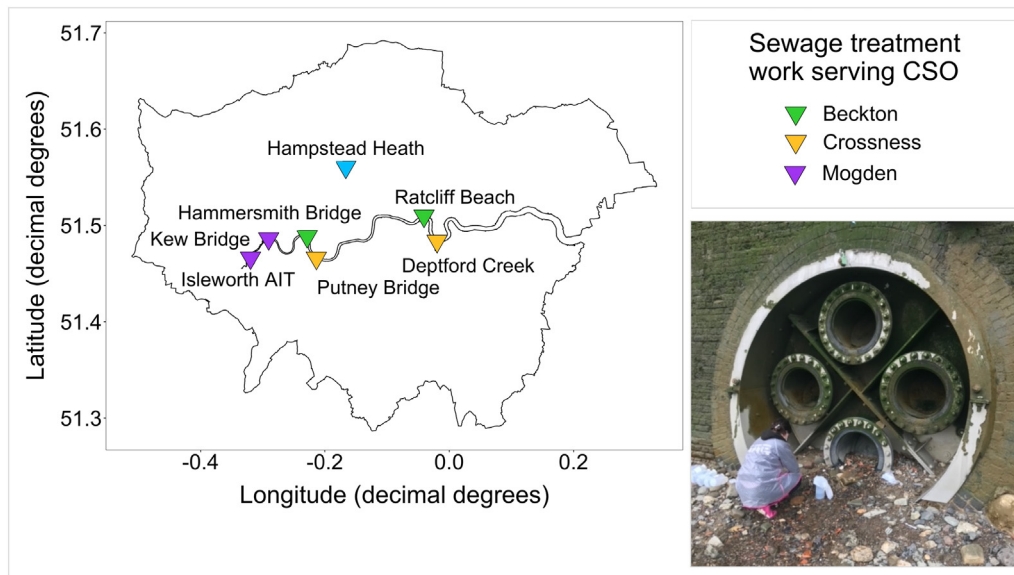 51.7
51.6
51.5
51.4
51.3
Latitude (decimal degrees)
Hampstead Heath
Ratcliff Beach
Hammersmith Bridge
Kew Bridge
Deptford Creek
Isleworth AIT
Putney Bridge
-0.4 -0.2 0.0 0.2
Longitude (decimal degrees)
Sewage treatment
work serving CSO
Beckton
Crossness
Mogden